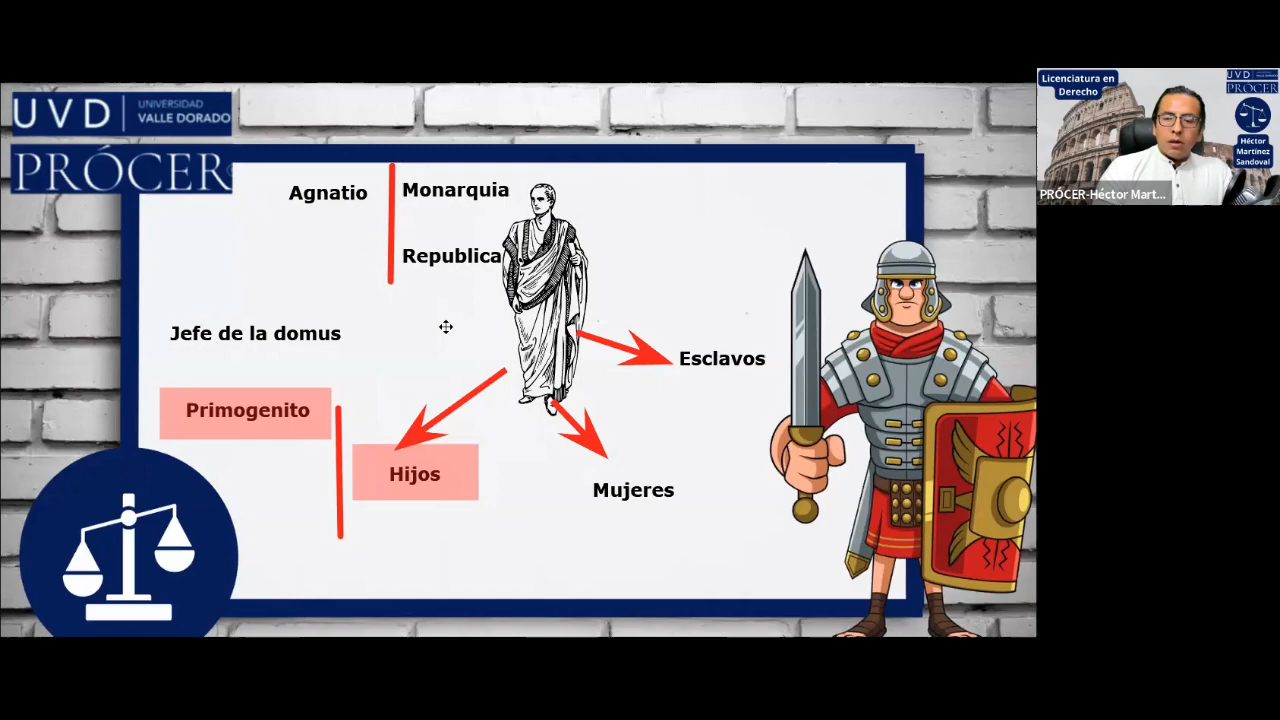 UVD
UNIVERSIDAD
VALLE DORADO
PRÓCER
Agnatio
Monarquia
Republica
Jefe de la domus
Esclavos
Primogenito
Hijos
Mujeres
Licenciatura en
Derecho
UVD
PRÓCER
Héctor
Martínez
Sandoval
PRÓCER-Héctor Mart...